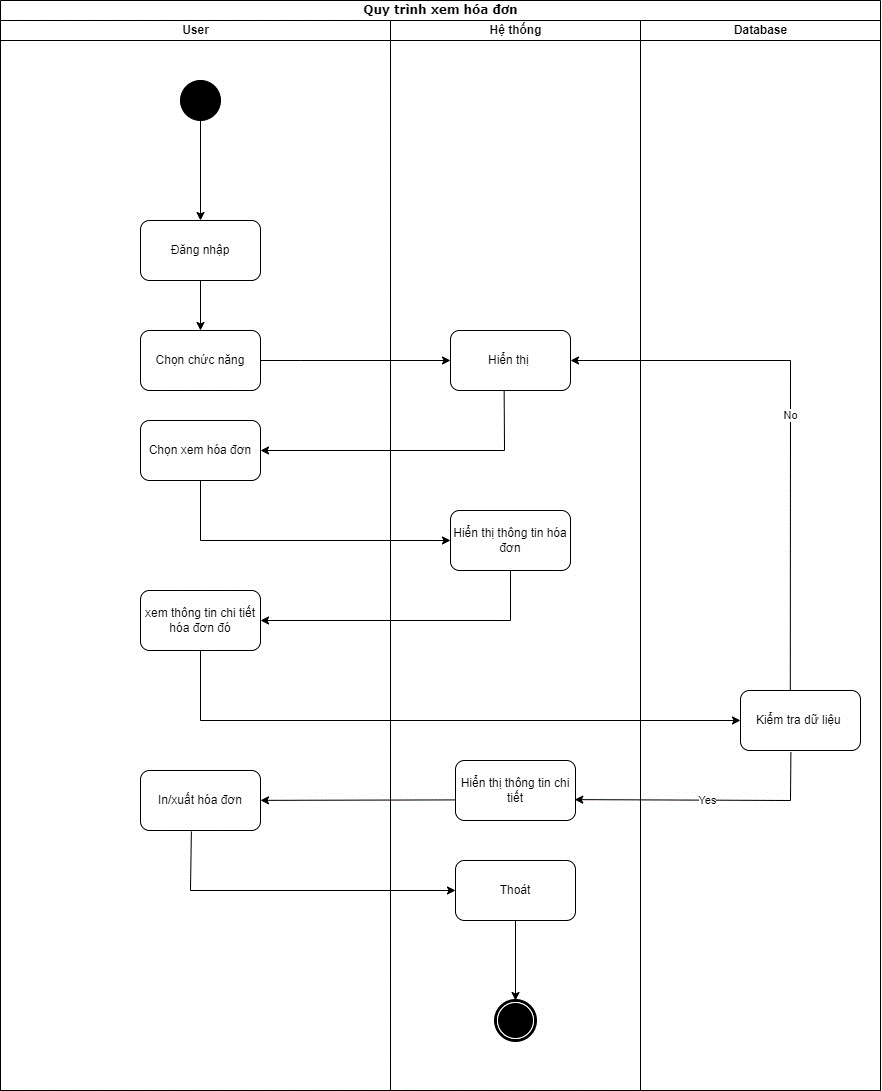 Quy trình xem hóa đơn
User
Hệ thống
Database
Đăng nhập
Chọn chức năng
Hiển thị
No
Chọn xem hóa đơn
Hiển thị thông tin hóa
đơn
xem thông tin chi tiết
hóa đơn đó
Kiểm tra dữ liệu
Hiển thị thông tin chi
tiết
In/xuất hóa đơn
Yes
Thoát